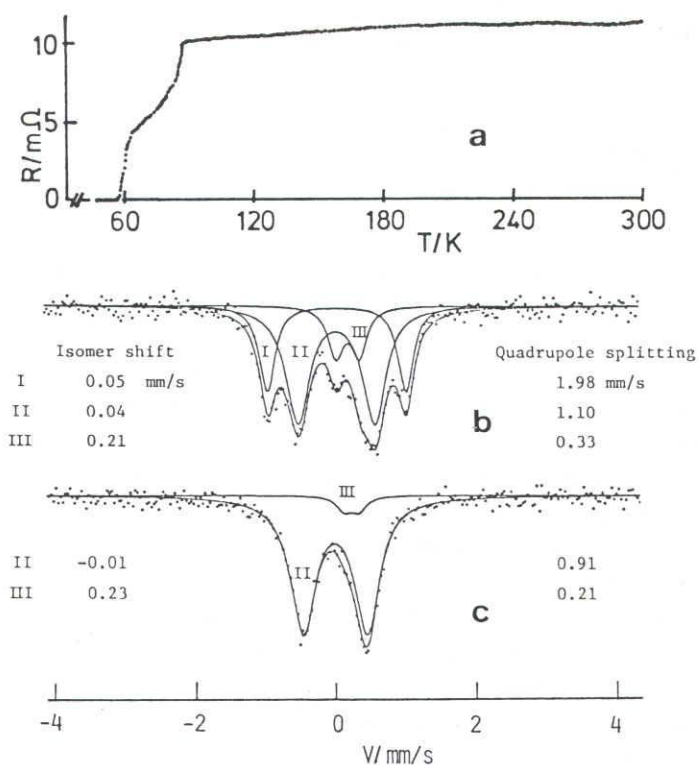 10
5
0
R/mΩ
a
60
120
180
240
300
T/K
III
I
II
Isomer shift
Quadrupole splitting
I 0.05 mm/s 1.98 mm/s
II 0.04 1.10
III 0.21 0.33
b
III
II
II -0.01 0.91
III 0.23 0.21
c
-4
-2
0
2
4
V/mm/s